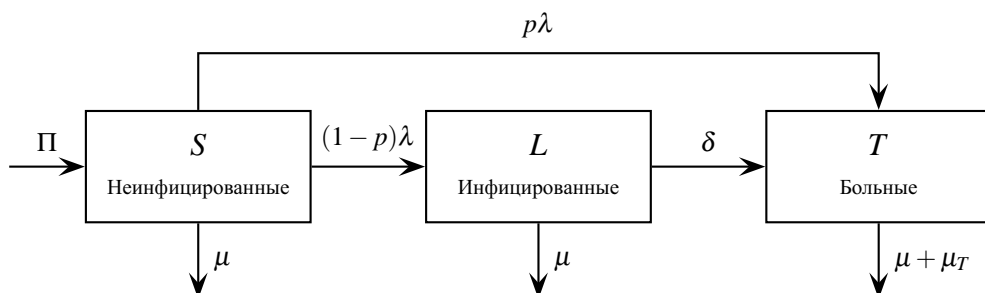 pλ
Π
S
Неинфицированные
(1 − p)λ
L
Инфицированные
δ
T
Больные
μ
μ
μ + μ_T